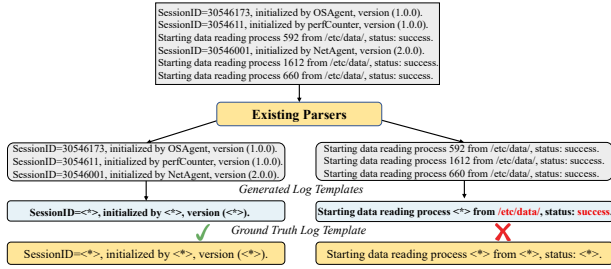 SessionID=30546173, initialized by OSAgent, version (1.0.0).
SessionID=3054611, initialized by perfCounter, version (1.0.0).
Starting data reading process 592 from /etc/data/, status: success.
SessionID=30546001, initialized by NetAgent, version (2.0.0).
Starting data reading process 1612 from /etc/data/, status: success.
Starting data reading process 660 from /etc/data/, status: success.
Existing Parsers
SessionID=30546173, initialized by OSAgent, version (1.0.0).
SessionID=3054611, initialized by perfCounter, version (1.0.0).
SessionID=30546001, initialized by NetAgent, version (2.0.0).
Starting data reading process 592 from /etc/data/, status: success.
Starting data reading process 1612 from /etc/data/, status: success.
Starting data reading process 660 from /etc/data/, status: success.
Generated Log Templates
SessionID=<*>, initialized by <*>, version (<*>).
Starting data reading process <*> from /etc/data/, status: success.
Ground Truth Log Template
SessionID=<*>, initialized by <*>, version (<*>).
Starting data reading process <*> from <*>, status: <*>.